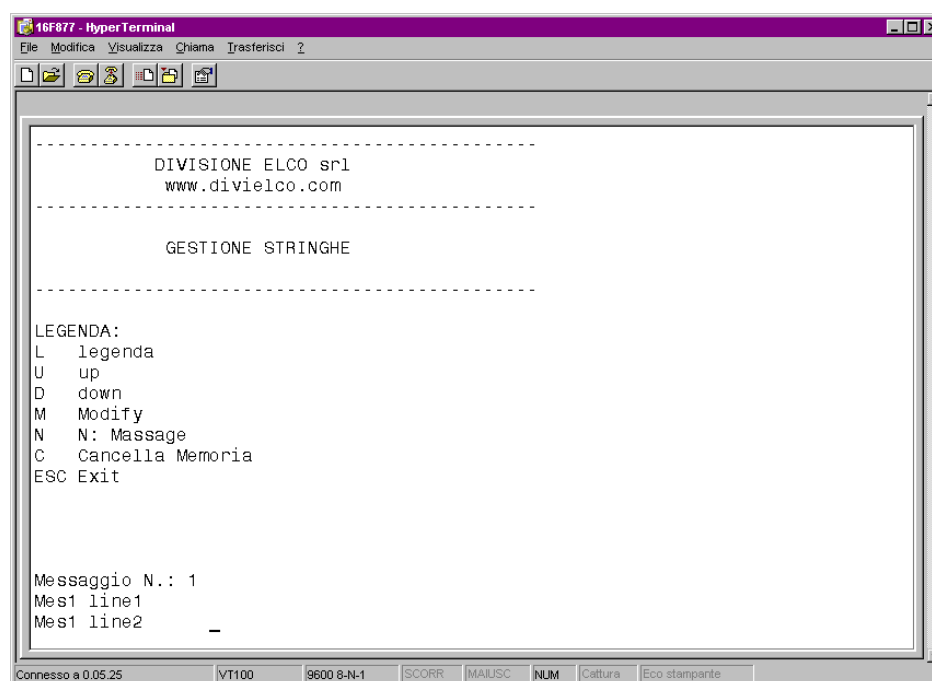 16F877 - HyperTerminal
File Modifica Visualizza Chiama Trasferisci ?
- - - - - - - - - - - - - - - - - - - - - - - - - - - - - - - - - - - - - - - - - - - - - -
DIVISIONE ELCO srl
www.divielco.com
- - - - - - - - - - - - - - - - - - - - - - - - - - - - - - - - - - - - - - - - - - - - - -
GESTIONE STRINGHE
- - - - - - - - - - - - - - - - - - - - - - - - - - - - - - - - - - - - - - - - - - - - - -
LEGENDA:
L legenda
U up
D down
M Modify
N N: Massage
C Cancella Memoria
ESC Exit
Messaggio N.: 1
Mes1 line1
Mes1 line2 _
Connesso a 0.05.25 VT100 9600 8-N-1 SCORR MAIUSC NUM Cattura Eco stampante